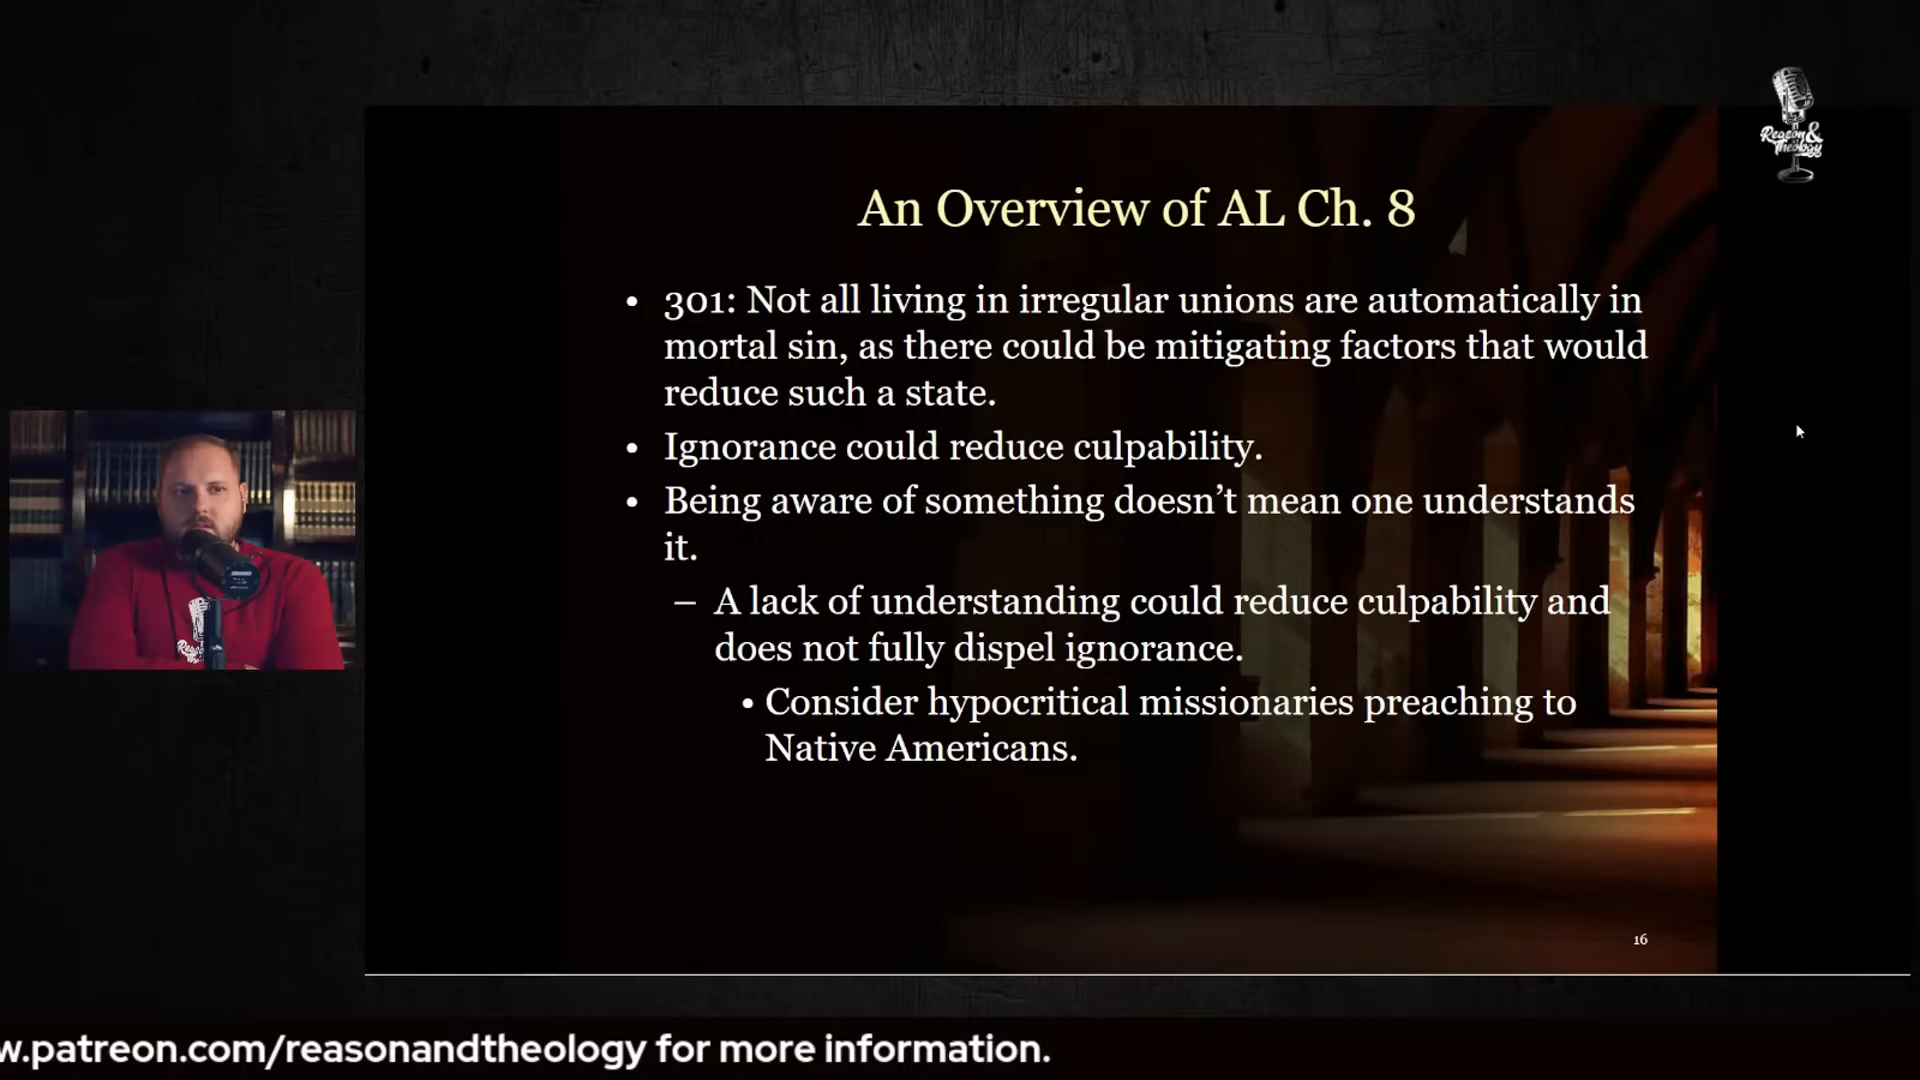 Reason &
Theology
An Overview of AL Ch. 8
• 301: Not all living in irregular unions are automatically in
mortal sin, as there could be mitigating factors that would
reduce such a state.
• Ignorance could reduce culpability.
• Being aware of something doesn’t mean one understands
it.
– A lack of understanding could reduce culpability and
does not fully dispel ignorance.
• Consider hypocritical missionaries preaching to
Native Americans.
16
w.patreon.com/reasonandtheology for more information.